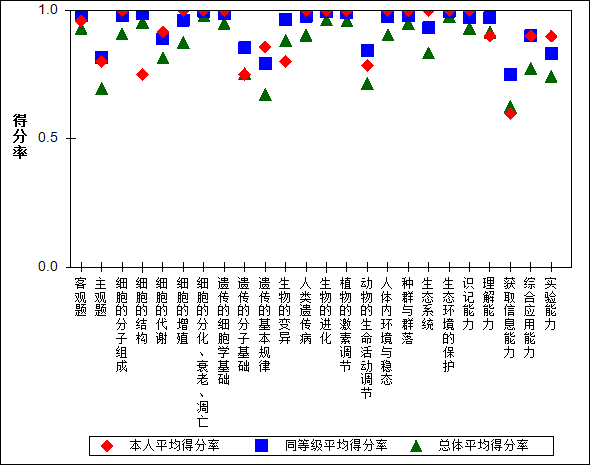 1.0
0.5
0.0
得分率
客观题
主观题
细胞的分子组成
细胞的结构
细胞的代谢
细胞的增殖
细胞的分化、衰老、凋亡
遗传的细胞学基础
遗传的分子基础
遗传的基本规律
生物的变异
人类遗传病
生物的进化
植物的激素调节
动物的生命活动调节
人体内环境与稳态
种群与群落
生态系统
生态环境的保护
识记能力
理解能力
获取信息能力
综合应用能力
实验能力
本人平均得分率
同等级平均得分率
总体平均得分率